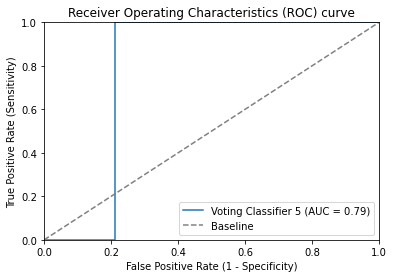 Receiver Operating Characteristics (ROC) curve
1.0
0.8
0.6
0.4
0.2
0.0
True Positive Rate (Sensitivity)
Voting Classifier 5 (AUC = 0.79)
Baseline
0.0 0.2 0.4 0.6 0.8 1.0
False Positive Rate (1 - Specificity)